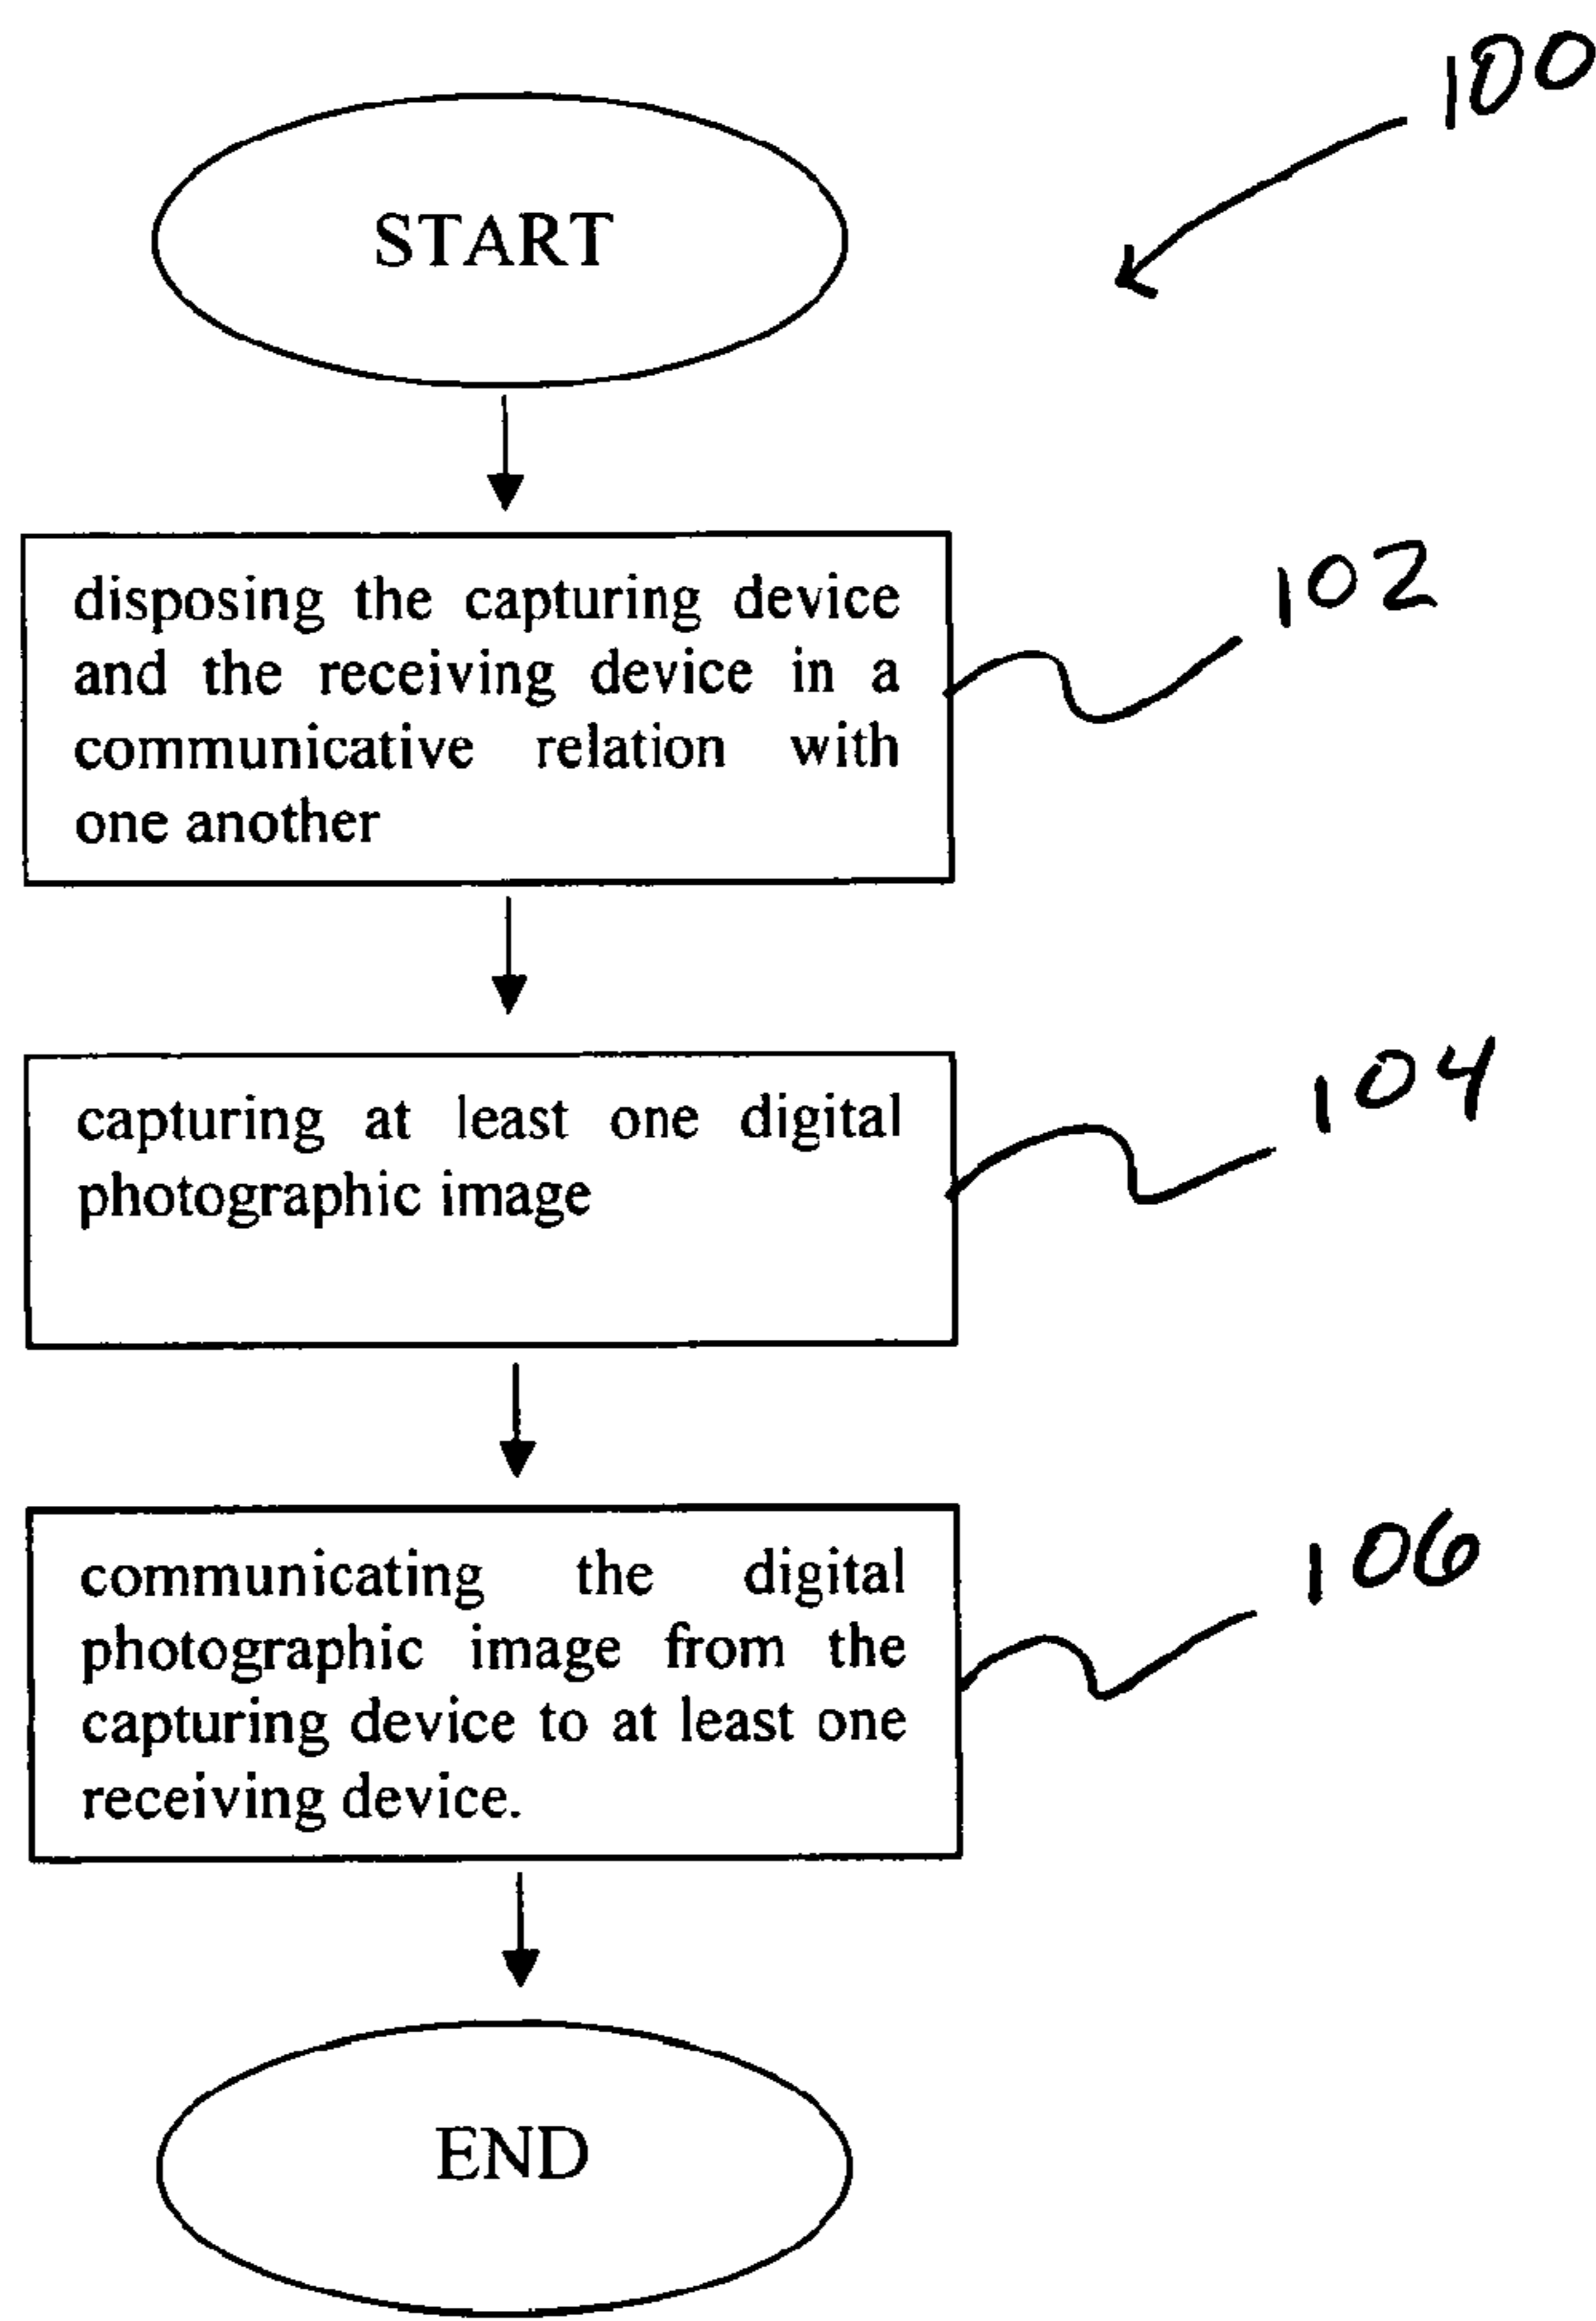 100
START
disposing the capturing device
and the receiving device in a
communicative relation with
one another
102
capturing at least one digital
photographic image
104
communicating the digital
photographic image from the
capturing device to at least one
receiving device.
106
END